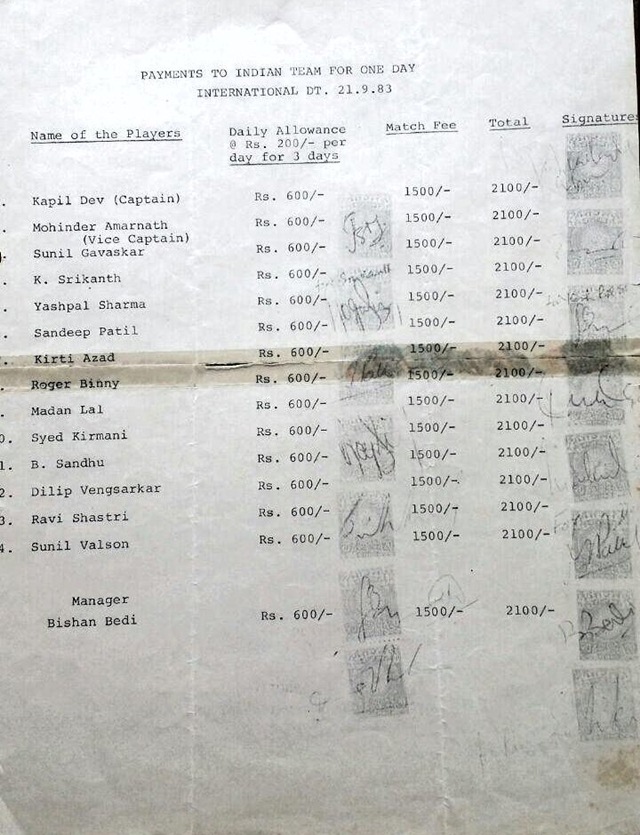 PAYMENTS TO INDIAN TEAM FOR ONE DAY
INTERNATIONAL DT. 21.9.83
Name of the Players Daily Allowance Match Fee Total Signatures
@ Rs. 200/- per
day for 3 days
. Kapil Dev (Captain) Rs. 600/- 1500/- 2100/-
. Mohinder Amarnath Rs. 600/- 1500/- 2100/-
(Vice Captain)
. Sunil Gavaskar Rs. 600/- 1500/- 2100/-
. K. Srikanth Rs. 600/- 1500/- 2100/-
. Yashpal Sharma Rs. 600/- 1500/- 2100/-
. Sandeep Patil Rs. 600/- 1500/- 2100/-
. Kirti Azad Rs. 600/- 1500/- 2100/-
. Roger Binny Rs. 600/- 1500/- 2100/-
. Madan Lal Rs. 600/- 1500/- 2100/-
0. Syed Kirmani Rs. 600/- 1500/- 2100/-
1. B. Sandhu Rs. 600/- 1500/- 2100/-
2. Dilip Vengsarkar Rs. 600/- 1500/- 2100/-
3. Ravi Shastri Rs. 600/- 1500/- 2100/-
4. Sunil Valson Rs. 600/- 1500/- 2100/-
Manager
Bishan Bedi Rs. 600/- 1500/- 2100/-